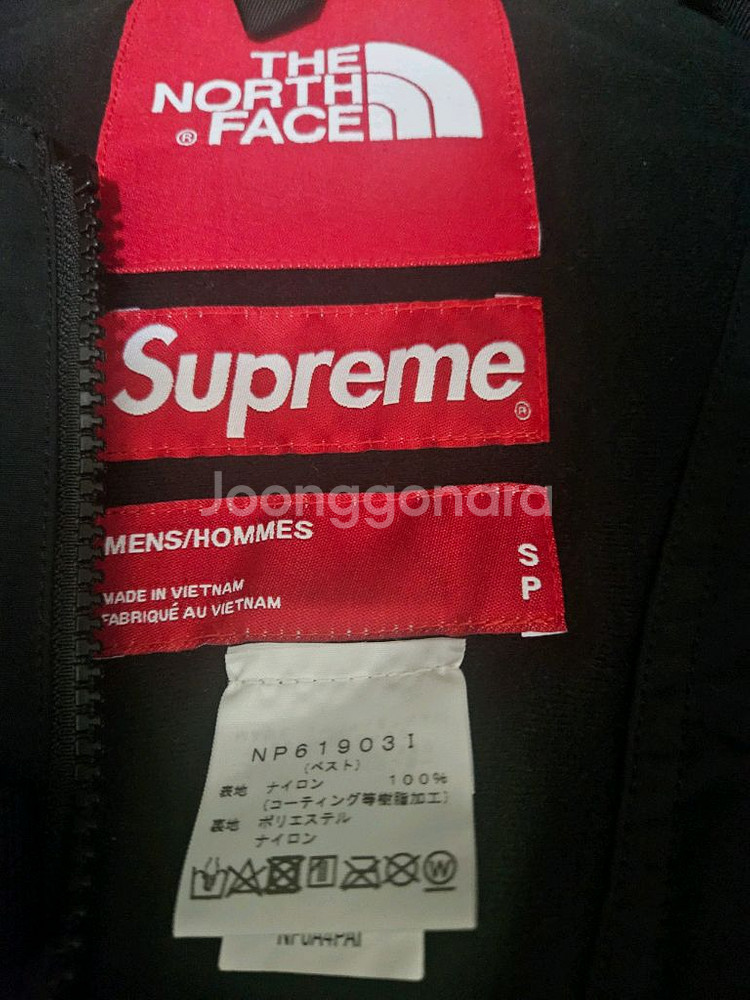 THE
NORTH
FACE
®
Supreme
®
Joonggonara
MENS/HOMMES
S
P
MADE IN VIETNAM
FABRIQUÉ AU VIETNAM
NP61903I
(ベスト)
表地 ナイロン 100%
(コーティング等樹脂加工)
裏地 ポリエステル
ナイロン
W